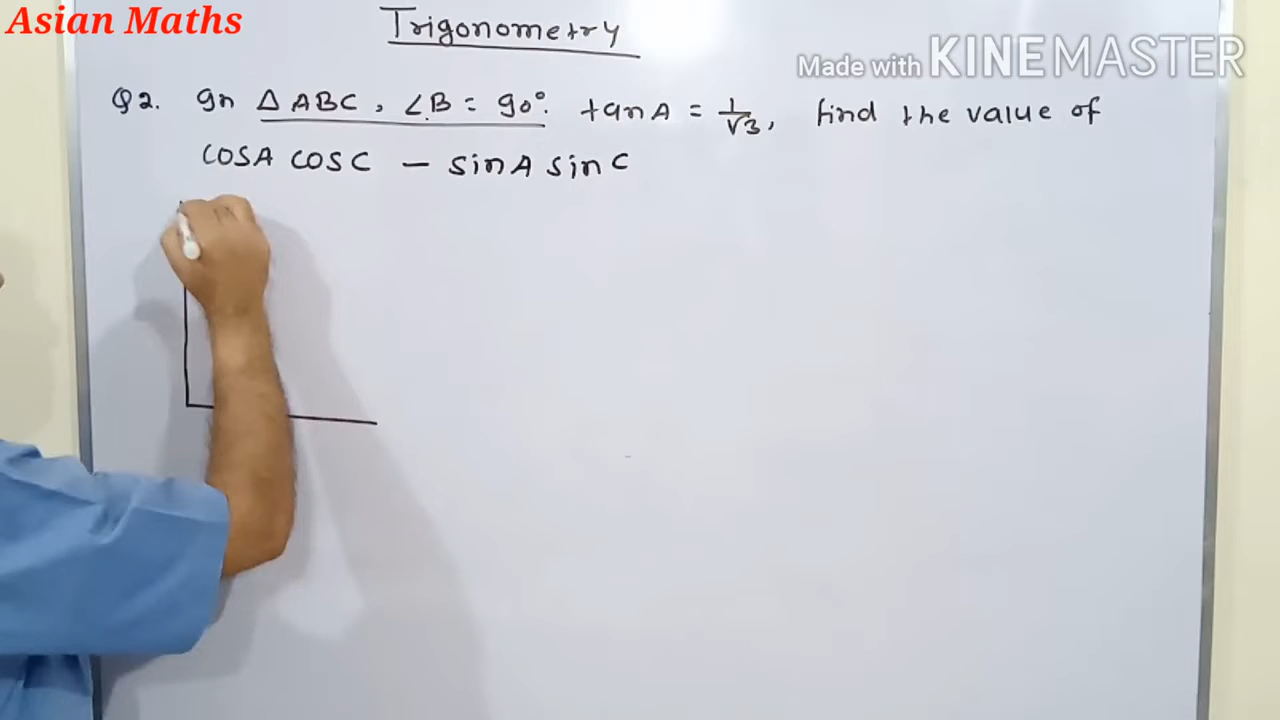 Asian Maths
Trigonometry
Made with KINEMASTER
Q2. In △ABC, ∠B = 90°. tanA = 1/√3, find the value of
cosA cosC – sinA sinC